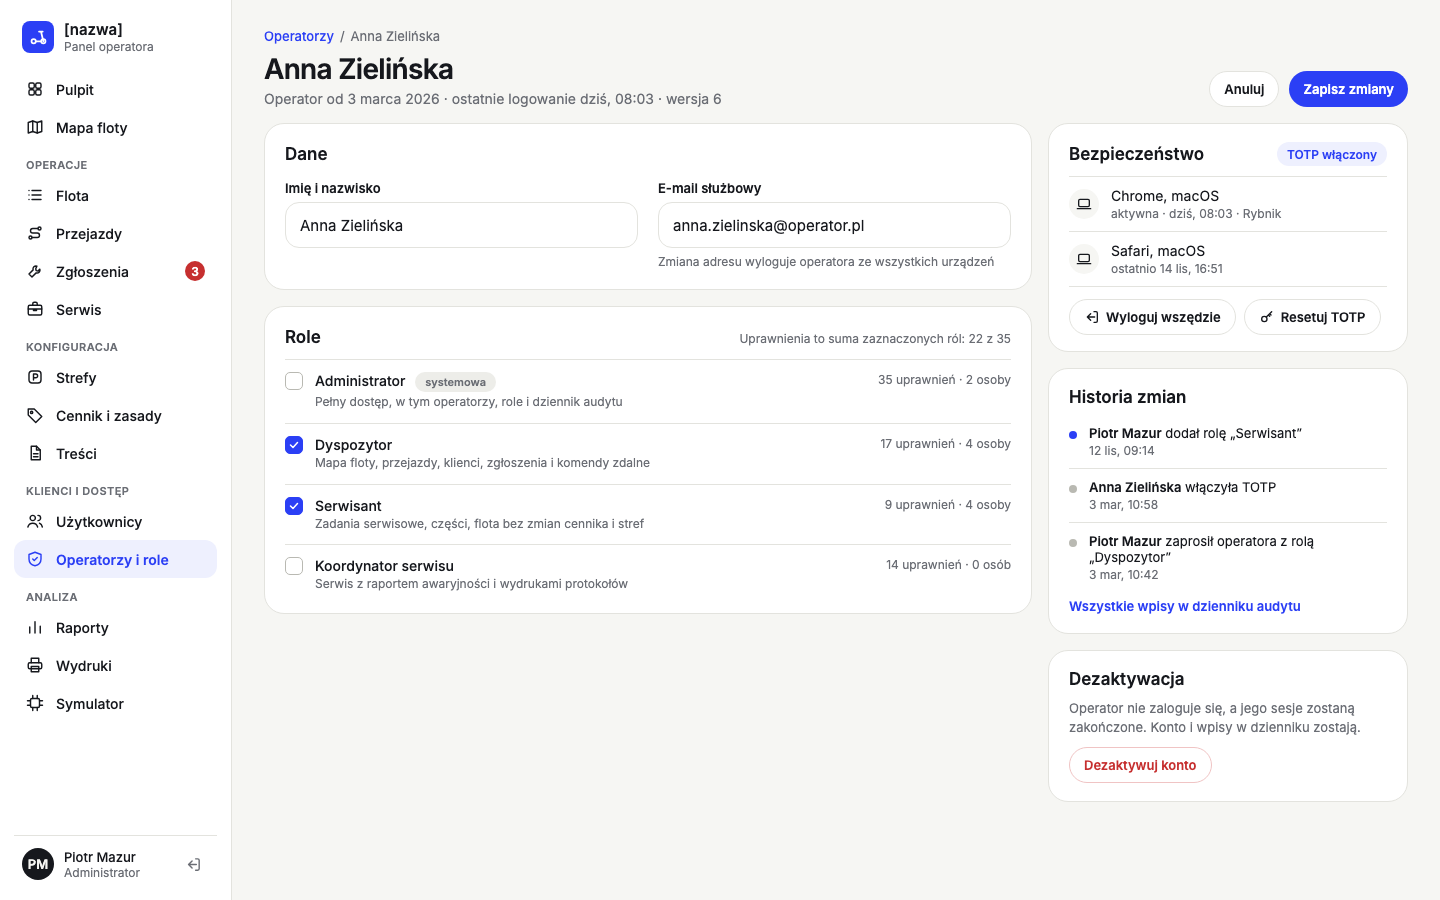 [nazwa]
Panel operatora
Pulpit
Mapa floty
OPERACJE
Flota
Przejazdy
Zgłoszenia 3
Serwis
KONFIGURACJA
Strefy
Cennik i zasady
Treści
KLIENCI I DOSTĘP
Użytkownicy
Operatorzy i role
ANALIZA
Raporty
Wydruki
Symulator
PM
Piotr Mazur
Administrator
Operatorzy / Anna Zielińska
Anna Zielińska
Operator od 3 marca 2026 · ostatnie logowanie dziś, 08:03 · wersja 6
Anuluj
Zapisz zmiany
Dane
Imię i nazwisko
Anna Zielińska
E-mail służbowy
anna.zielinska@operator.pl
Zmiana adresu wyloguje operatora ze wszystkich urządzeń
Role
Uprawnienia to suma zaznaczonych ról: 22 z 35
Administrator systemowa
35 uprawnień · 2 osoby
Pełny dostęp, w tym operatorzy, role i dziennik audytu
Dyspozytor
17 uprawnień · 4 osoby
Mapa floty, przejazdy, klienci, zgłoszenia i komendy zdalne
Serwisant
9 uprawnień · 4 osoby
Zadania serwisowe, części, flota bez zmian cennika i stref
Koordynator serwisu
14 uprawnień · 0 osób
Serwis z raportem awaryjności i wydrukami protokołów
Bezpieczeństwo
TOTP włączony
Chrome, macOS
aktywna · dziś, 08:03 · Rybnik
Safari, macOS
ostatnio 14 lis, 16:51
Wyloguj wszędzie
Resetuj TOTP
Historia zmian
Piotr Mazur dodał rolę „Serwisant”
12 lis, 09:14
Anna Zielińska włączyła TOTP
3 mar, 10:58
Piotr Mazur zaprosił operatora z rolą
„Dyspozytor”
3 mar, 10:42
Wszystkie wpisy w dzienniku audytu
Dezaktywacja
Operator nie zaloguje się, a jego sesje zostaną
zakończone. Konto i wpisy w dzienniku zostają.
Dezaktywuj konto